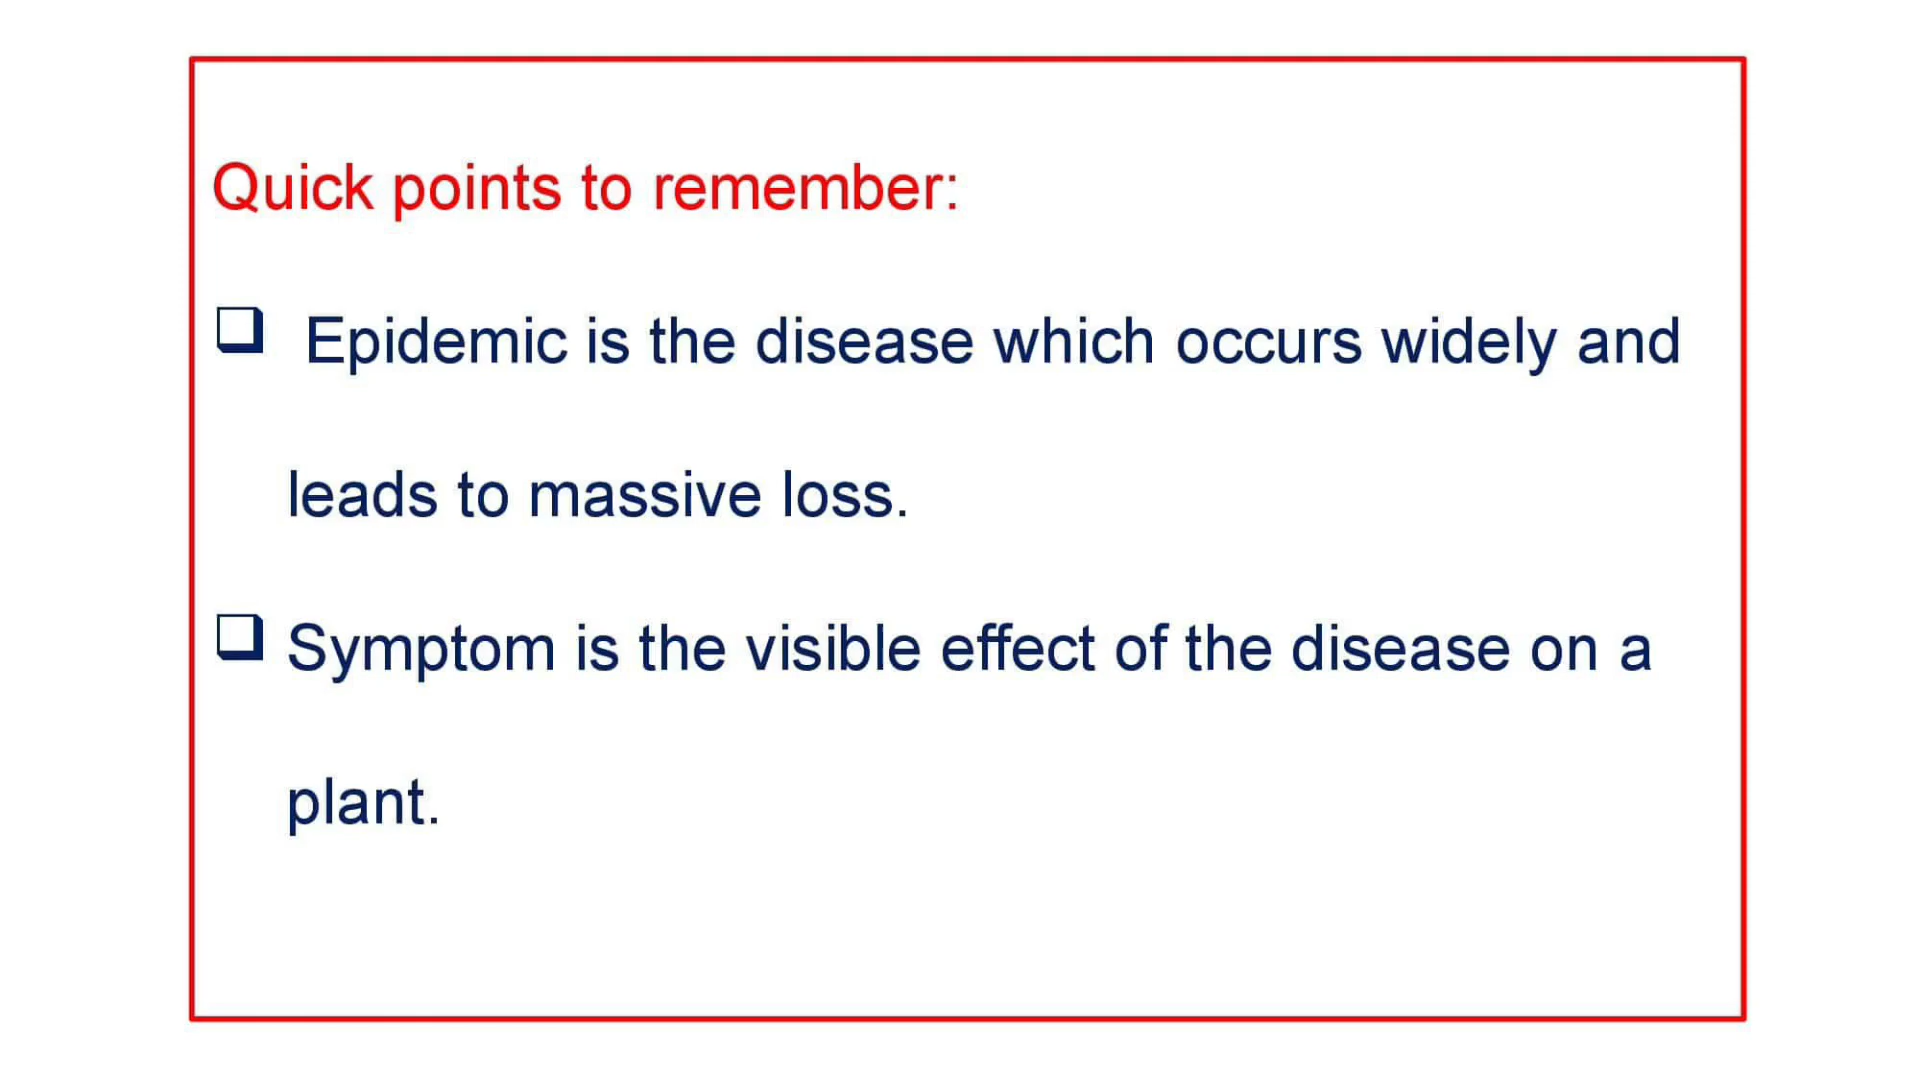 Quick points to remember:
❑ Epidemic is the disease which occurs widely and
leads to massive loss.
❑ Symptom is the visible effect of the disease on a
plant.